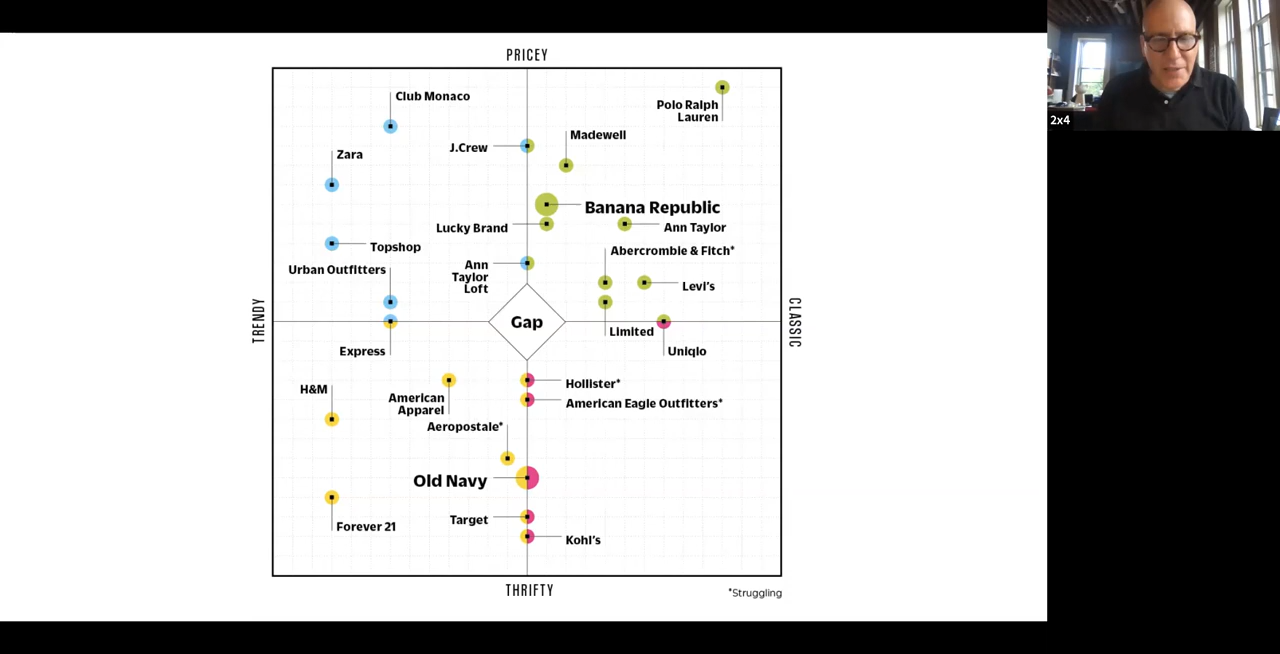 PRICEY
Club Monaco
Polo Ralph
Lauren
Madewell
J.Crew
Zara
Banana Republic
Lucky Brand
Ann Taylor
Topshop
Abercrombie & Fitch*
Urban Outfitters
Ann
Taylor
Loft
Levi's
TRENDY
Gap
CLASSIC
Limited
Express
Uniqlo
H&M
Hollister*
American
Apparel
American Eagle Outfitters*
Aeropostale*
Old Navy
Forever 21
Target
Kohl's
THRIFTY
*Struggling
2x4